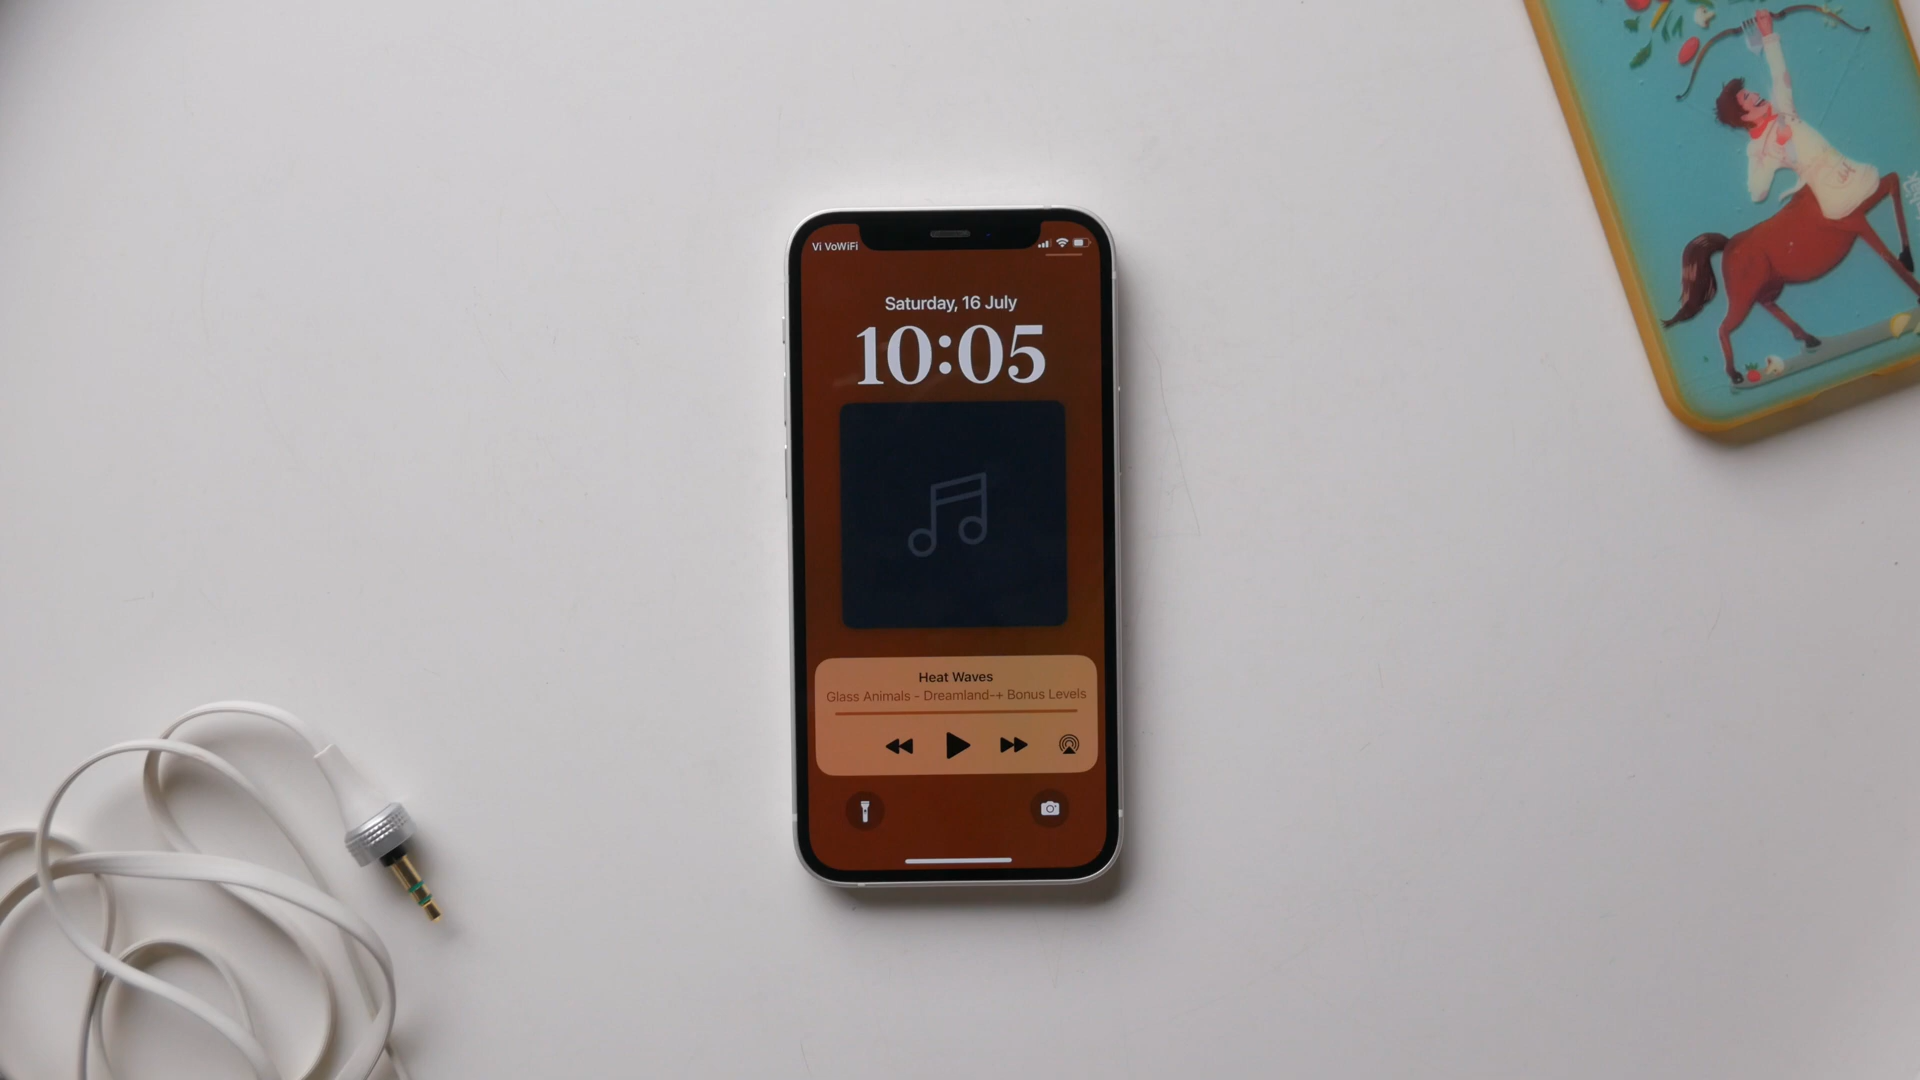 Vi VoWiFi
Saturday, 16 July
10:05
Heat Waves
Glass Animals - Dreamland-+ Bonus Levels